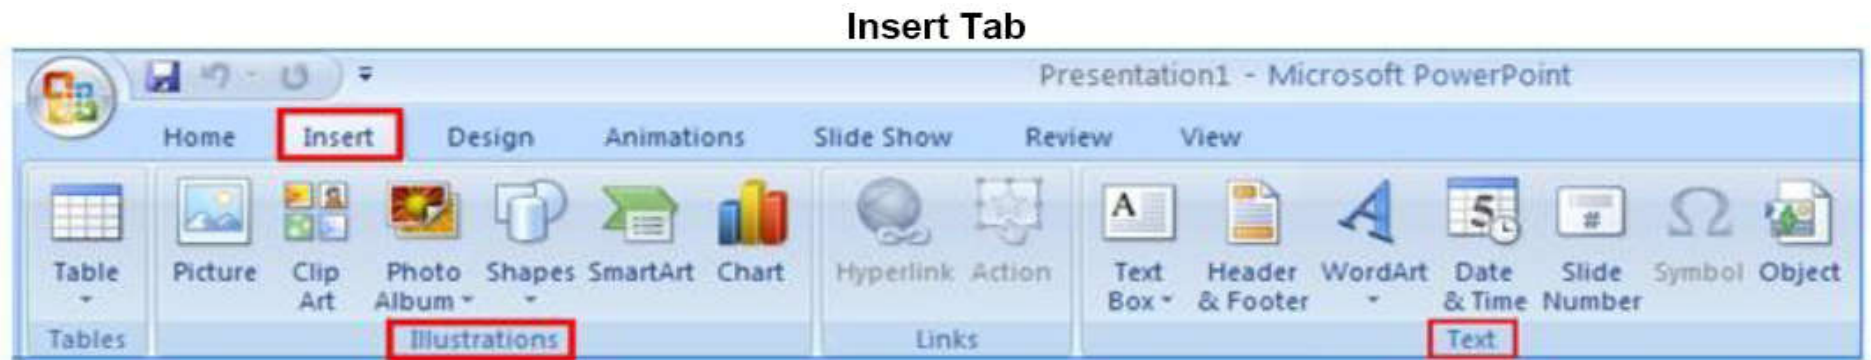 Insert Tab
Presentation1 - Microsoft PowerPoint
Home Insert Design Animations Slide Show Review View
A A 5 # Ω
Table Picture Clip Photo Shapes SmartArt Chart Hyperlink Action Text Header WordArt Date Slide Symbol Object
Art Album Box & Footer & Time Number
Tables Illustrations Links Text